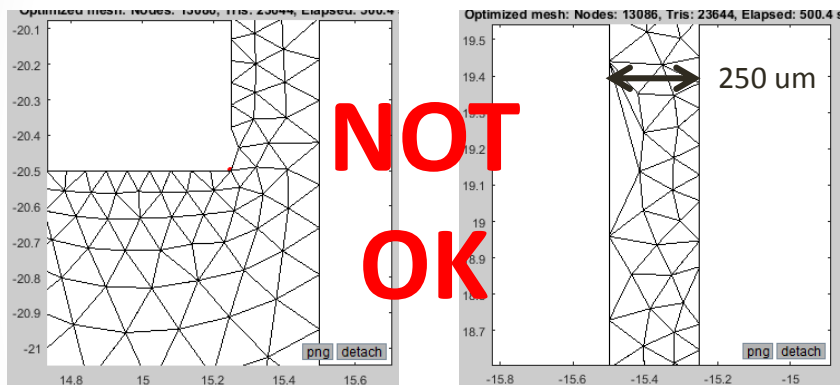 Optimized mesh: Nodes: 13086, Tris: 23644, Elapsed: 500.4
-20.1
-20.2
-20.3
-20.4
-20.5
-20.6
-20.7
-20.8
-20.9
-21
14.8 15 15.2 15.4 15.6
png detach
NOT
OK
Optimized mesh: Nodes: 13086, Tris: 23644, Elapsed: 500.4 s
250 um
19.5
19.4
19.3
19.2
19.1
19
18.9
18.8
18.7
-15.8 -15.6 -15.4 -15.2 -15
png detach